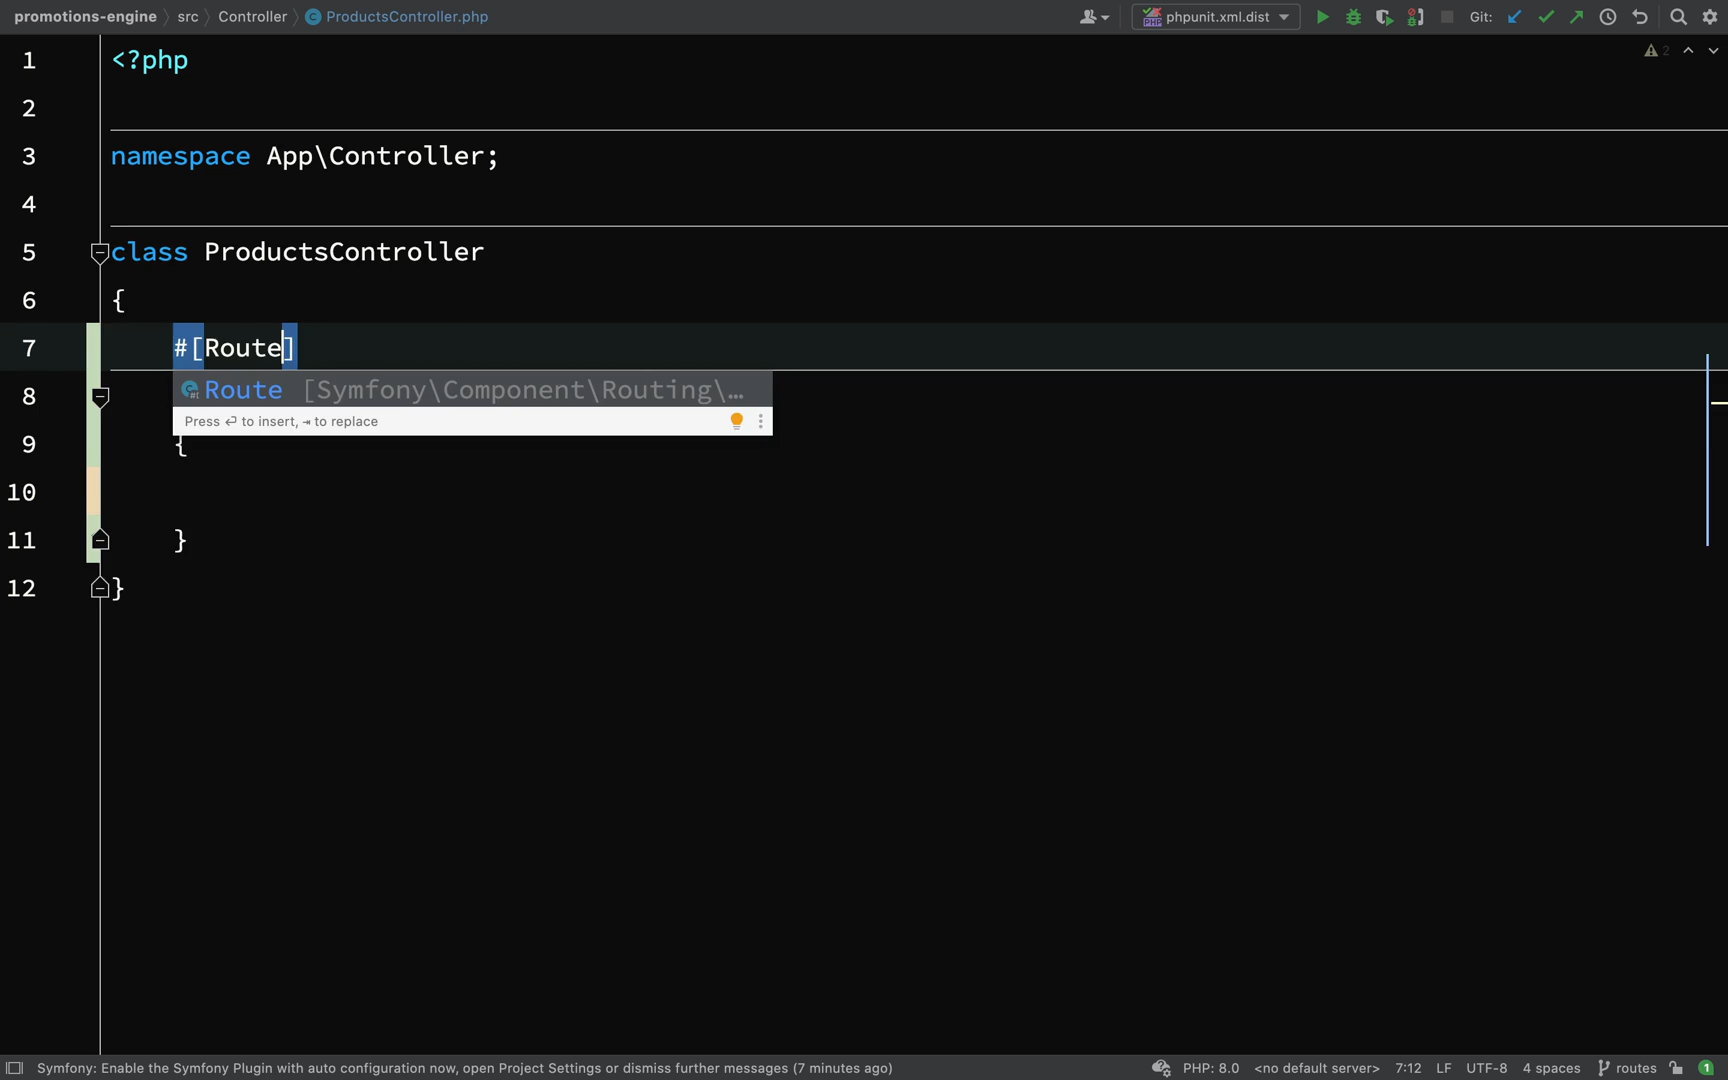 promotions-engine src Controller ProductsController.php phpunit.xml.dist Git:
1 <?php
2
2
3 namespace App\Controller;
4
5 class ProductsController
6 {
7 #[Route]
8 Route [Symfony\Component\Routing\…
Press ⏎ to insert, ⇥ to replace
9 {
10
11 }
12 }
Symfony: Enable the Symfony Plugin with auto configuration now, open Project Settings or dismiss further messages (7 minutes ago) PHP: 8.0 <no default server> 7:12 LF UTF-8 4 spaces routes 1